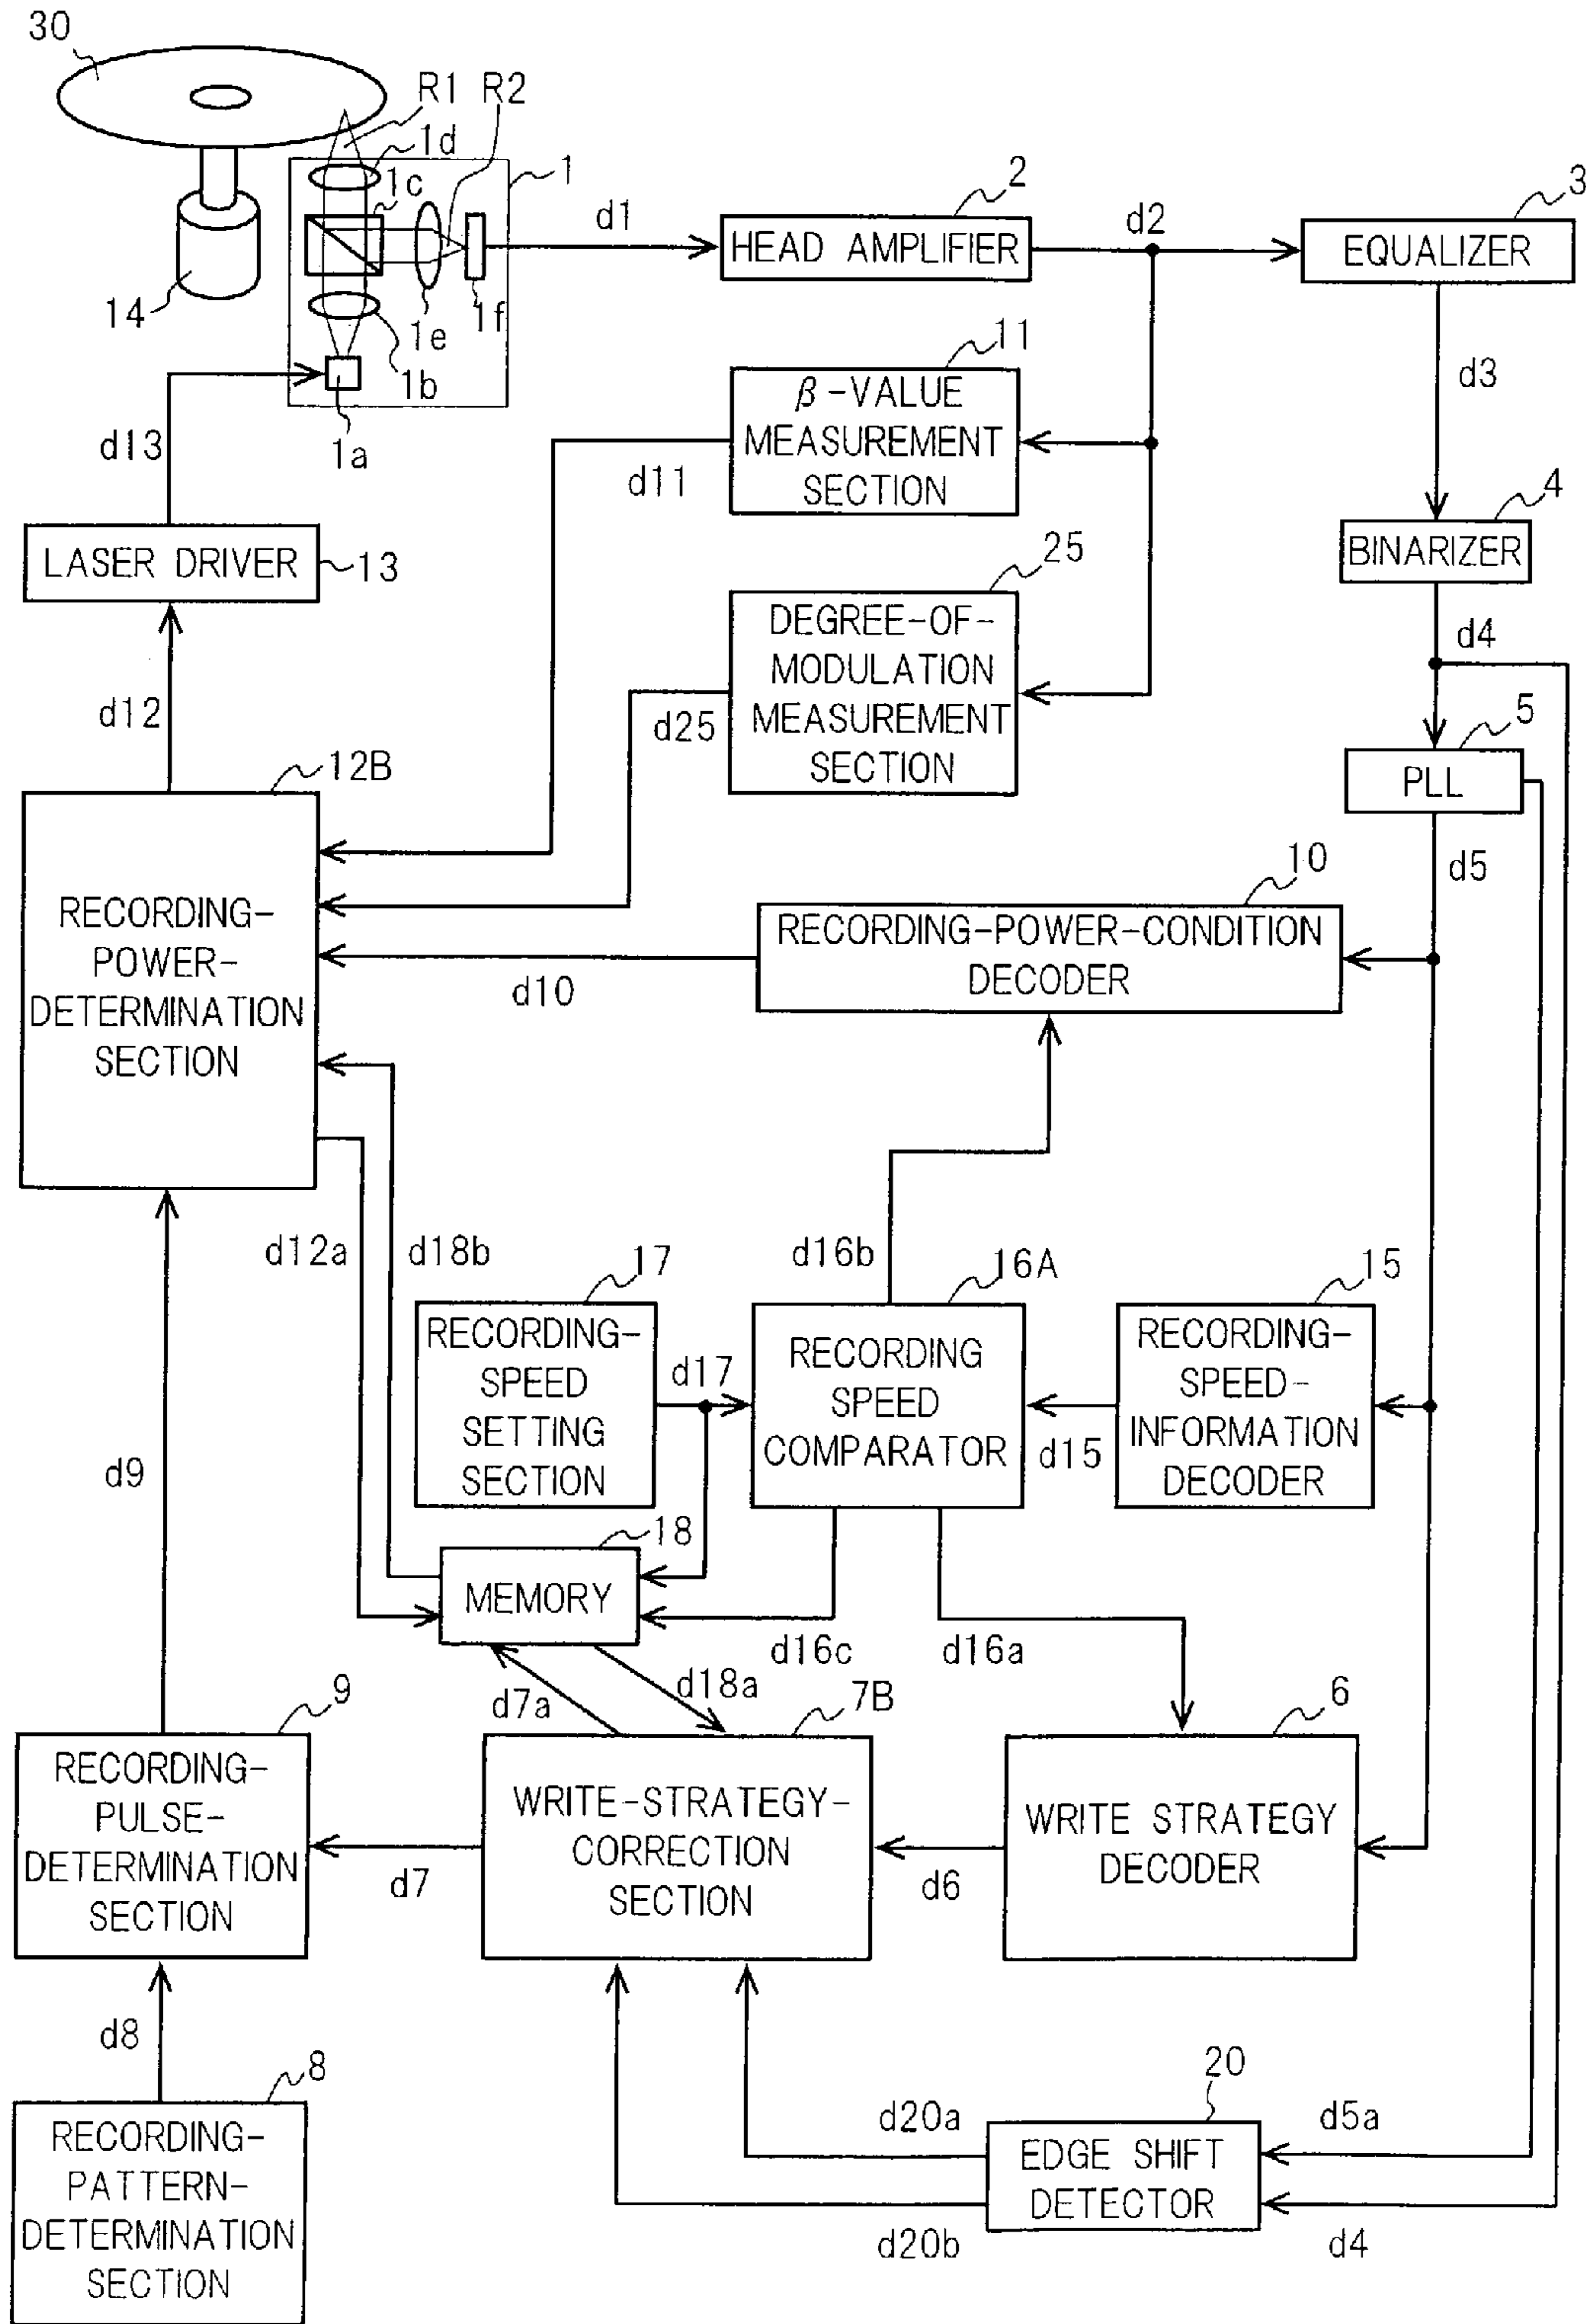 30
R1
R2
1d
1c
1
1e
1f
1b
1a
14
d1
2
HEAD AMPLIFIER
d2
3
EQUALIZER
d3
11
β-VALUE
MEASUREMENT
SECTION
d11
d13
LASER DRIVER
13
4
BINARIZER
d4
25
DEGREE-OF-
MODULATION
MEASUREMENT
SECTION
d25
d12
5
PLL
d5
12B
RECORDING-
POWER-
DETERMINATION
SECTION
10
RECORDING-POWER-CONDITION
DECODER
d10
d12a
d18b
17
RECORDING-
SPEED
SETTING
SECTION
d17
d16b
16A
RECORDING
SPEED
COMPARATOR
d15
15
RECORDING-
SPEED-
INFORMATION
DECODER
d9
18
MEMORY
d16c
d16a
d7a
d18a
9
RECORDING-
PULSE-
DETERMINATION
SECTION
d7
7B
WRITE-STRATEGY-
CORRECTION
SECTION
d6
6
WRITE STRATEGY
DECODER
d8
8
RECORDING-
PATTERN-
DETERMINATION
SECTION
d20a
d20b
20
EDGE SHIFT
DETECTOR
d5a
d4